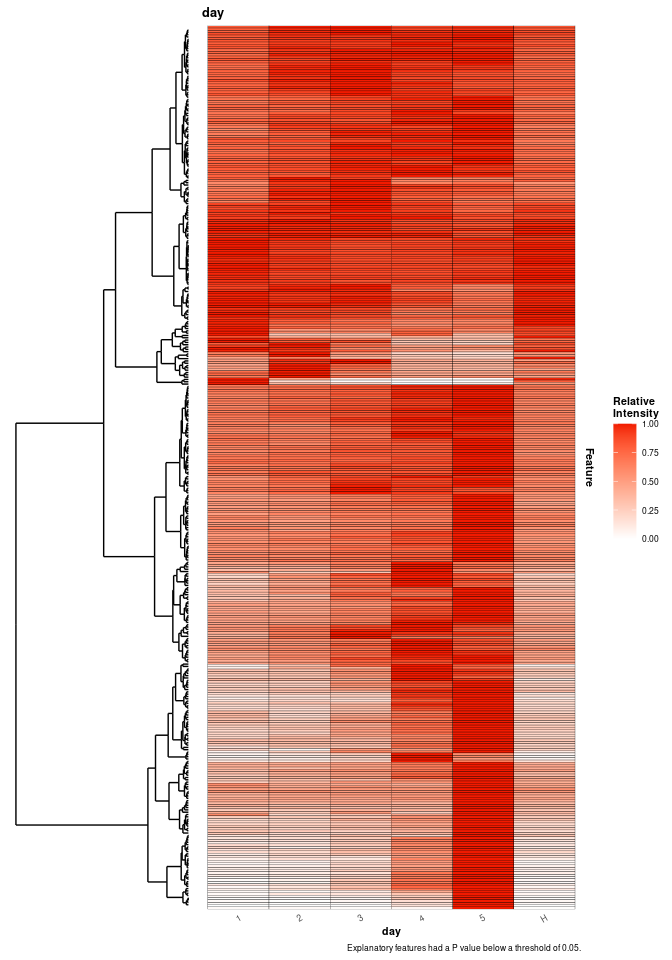 day
Relative
Intensity
1.00
0.75
0.50
0.25
0.00
Feature
1
2
3
4
5
H
day
Explanatory features had a P value below a threshold of 0.05.